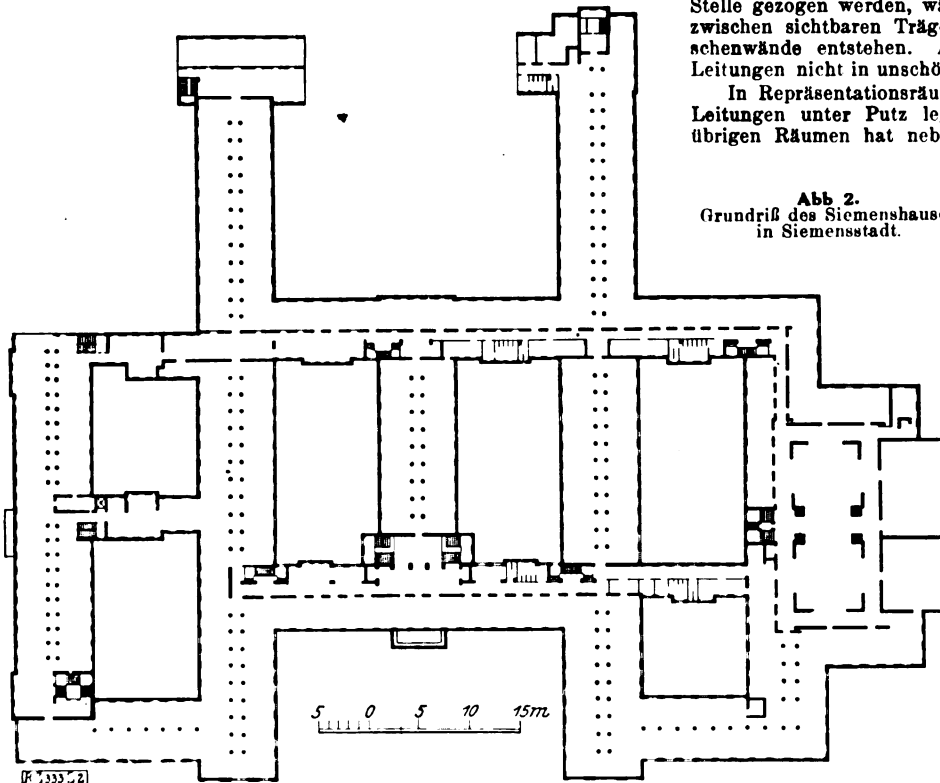 Stelle gezogen werden, wä
zwischen sichtbaren Träg
schenwände entstehen. A
Leitungen nicht in unschö
In Repräsentationsräu
Leitungen unter Putz le
übrigen Räumen hat neb
Abb 2.
Grundriß des Siemenshaus
in Siemensstadt.
5 0 5 10 15m